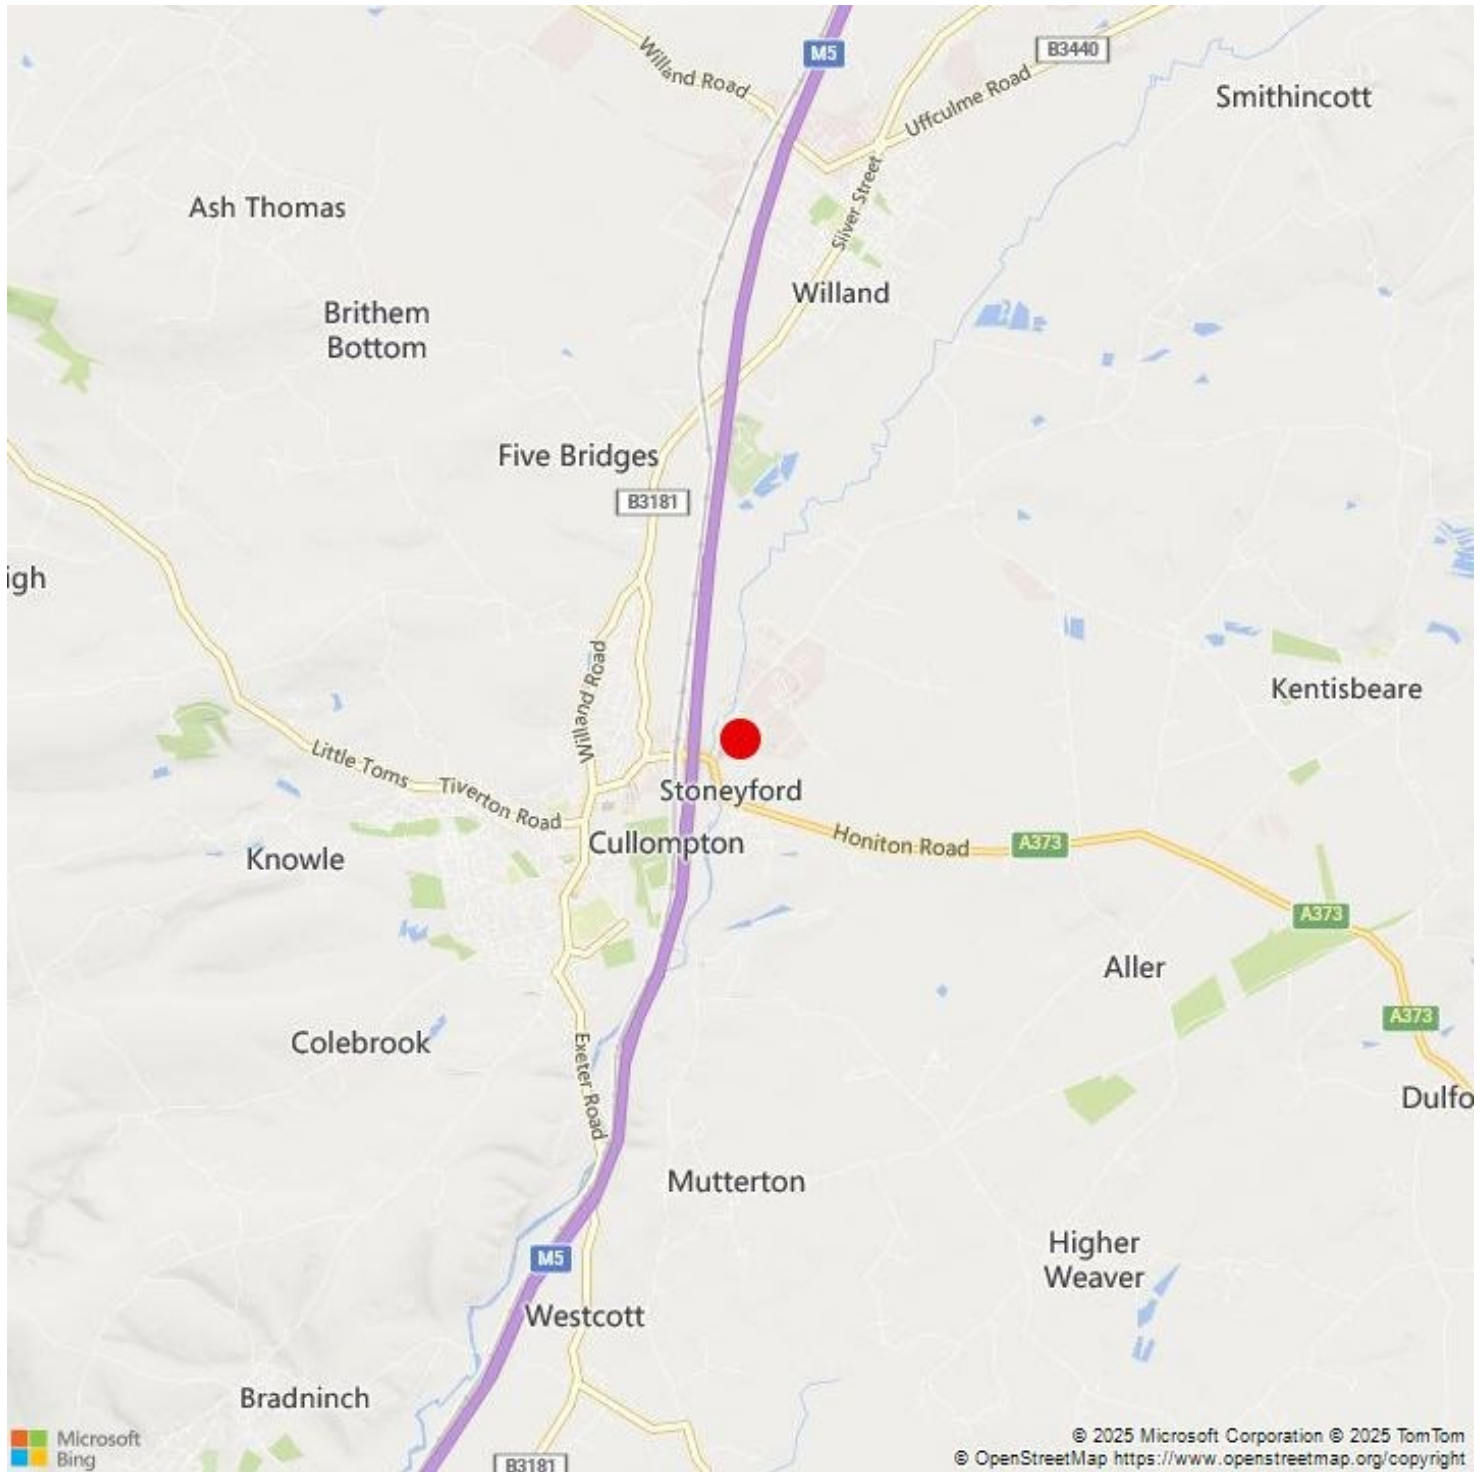 M5
B3440
Willand Road
Uffculme Road
Smithincott
Ash Thomas
Silver Street
Willand
Brithem
Bottom
Five Bridges
B3181
igh
Willand Road
Kentisbeare
Little Toms
Tiverton Road
Stoneyford
Cullompton
Honiton Road
A373
Knowle
A373
Aller
A373
Colebrook
Exeter Road
Dulfo
Mutterton
Higher
Weaver
M5
Westcott
Bradninch
B3181
Microsoft
Bing
© 2025 Microsoft Corporation © 2025 TomTom
© OpenStreetMap https://www.openstreetmap.org/copyright